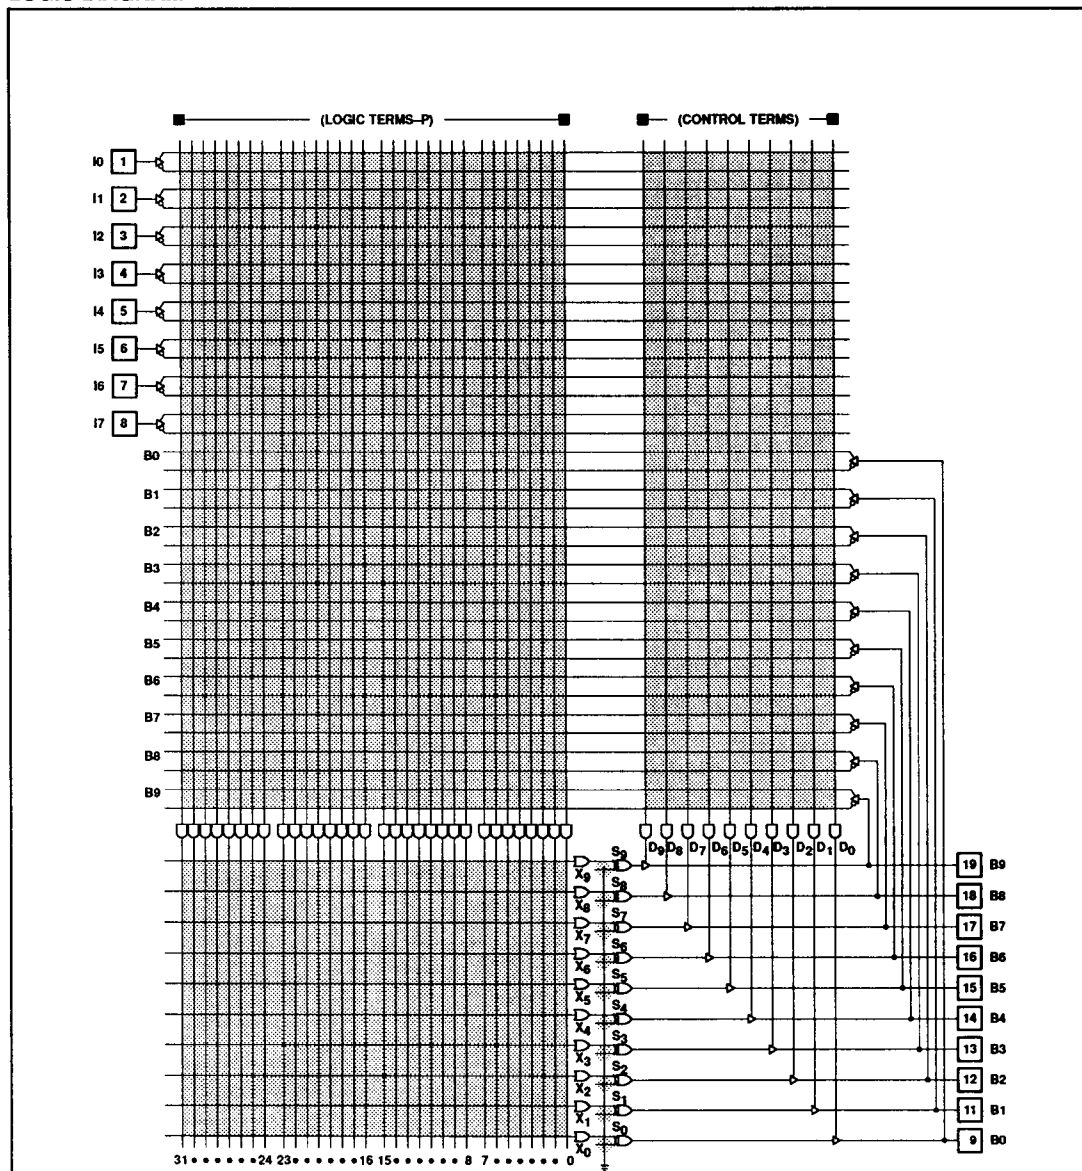 (LOGIC TERMS–P) (CONTROL TERMS)
I0 1
I1 2
I2 3
I3 4
I4 5
I5 6
I6 7
I7 8
B0
B1
B2
B3
B4
B5
B6
B7
B8
B9
D9 D8 D7 D6 D5 D4 D3 D2 D1 D0
S9 19 B9
X9
S8 18 B8
X8
S7 17 B7
X7
S6 16 B6
X6
S5 15 B5
X5
S4 14 B4
X4
S3 13 B3
X3
S2 12 B2
X2
S1 11 B1
X1
S0 9 B0
X0
31 24 23 16 15 8 7 0